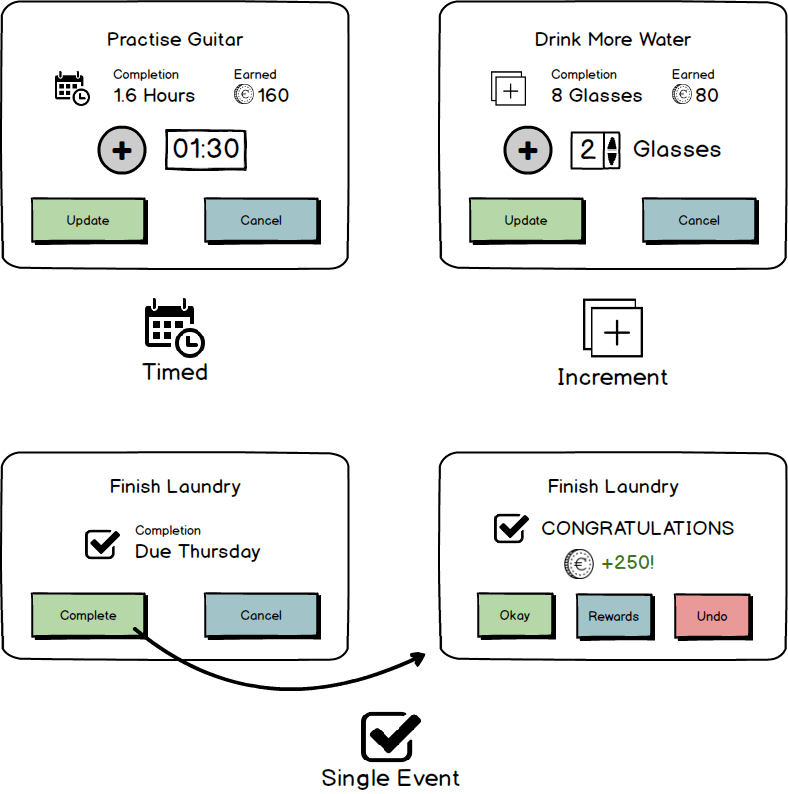 Practise Guitar
Completion
Earned
1.6 Hours
€ 160
01:30
Update
Cancel
Timed
Drink More Water
Completion
Earned
8 Glasses
€ 80
2 Glasses
Update
Cancel
Increment
Finish Laundry
Completion
Due Thursday
Complete
Cancel
Finish Laundry
CONGRATULATIONS
€ +250!
Okay
Rewards
Undo
Single Event